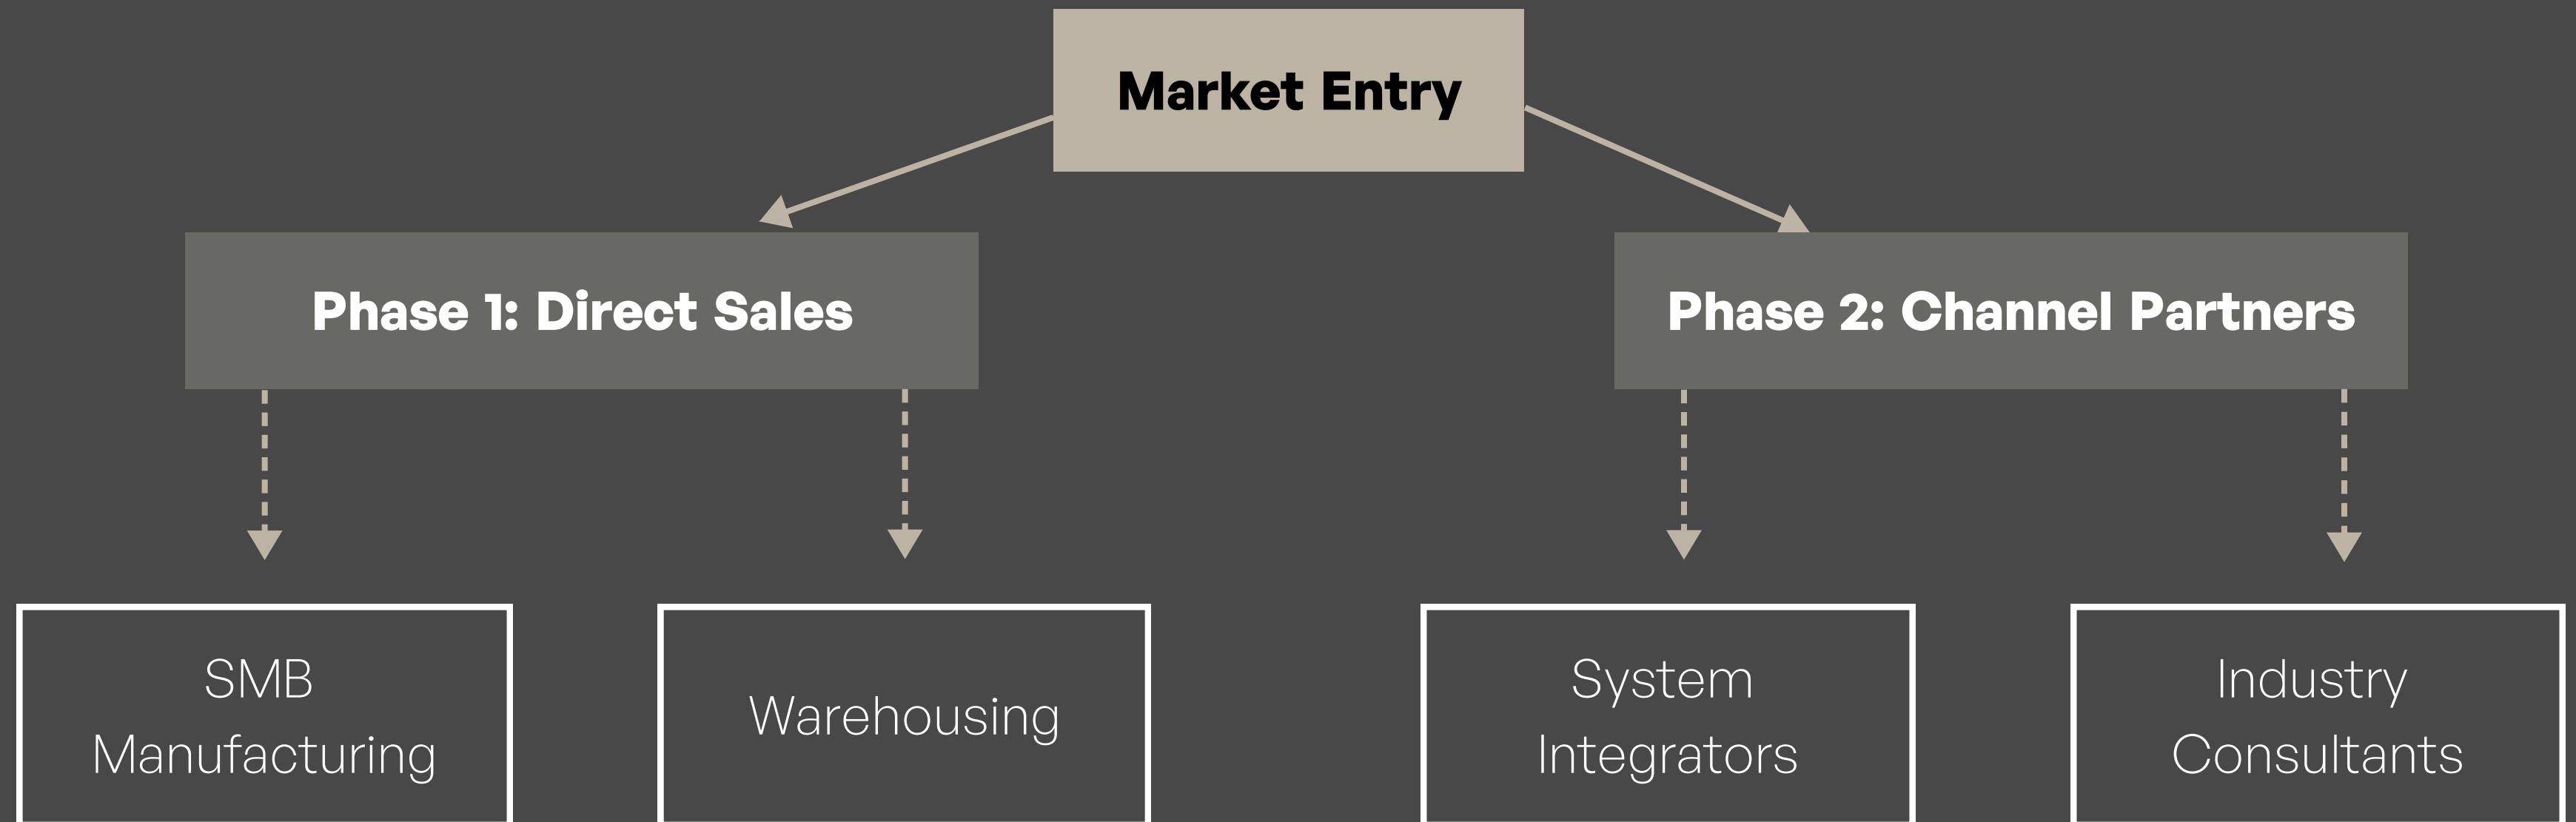 Market Entry
Phase 1: Direct Sales
Phase 2: Channel Partners
SMB
Manufacturing
Warehousing
System
Integrators
Industry
Consultants